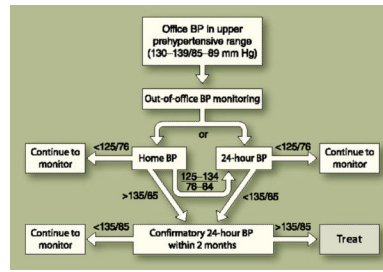 Office BP in upper
prehypertensive range
(130–139/85–89 mm Hg)
Out-of-office BP monitoring
or
<125/76
<125/76
Continue to
monitor
Home BP
24-hour BP
Continue to
monitor
125–134
76–84
>135/85
<135/85
Continue to
monitor
<135/85
Confirmatory 24-hour BP
within 2 months
>135/85
Treat